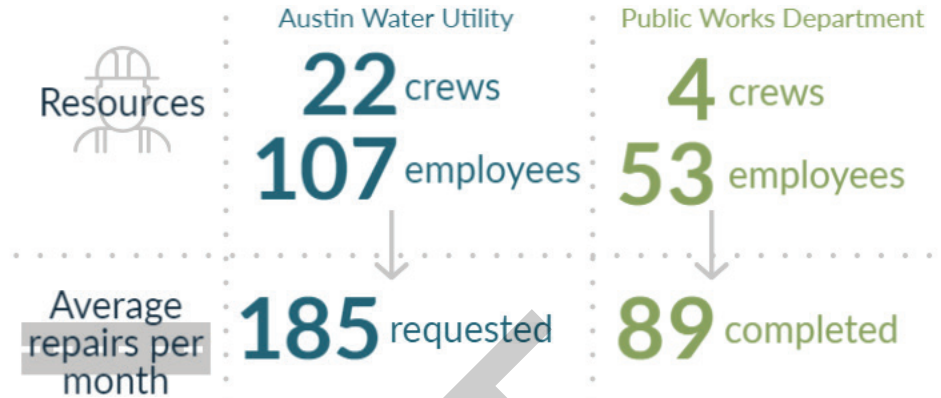 Austin Water Utility
Public Works Department
Resources
22 crews
4 crews
107 employees
53 employees
Average
repairs per
month
185 requested
89 completed